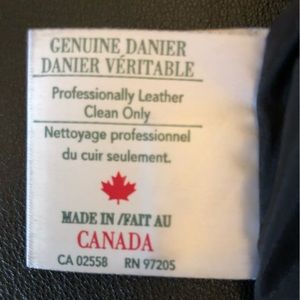 GENUINE DANIER
DANIER VÉRITABLE
Professionally Leather
Clean Only
Nettoyage professionnel
du cuir seulement.
MADE IN /FAIT AU
CANADA
CA 02558 RN 97205